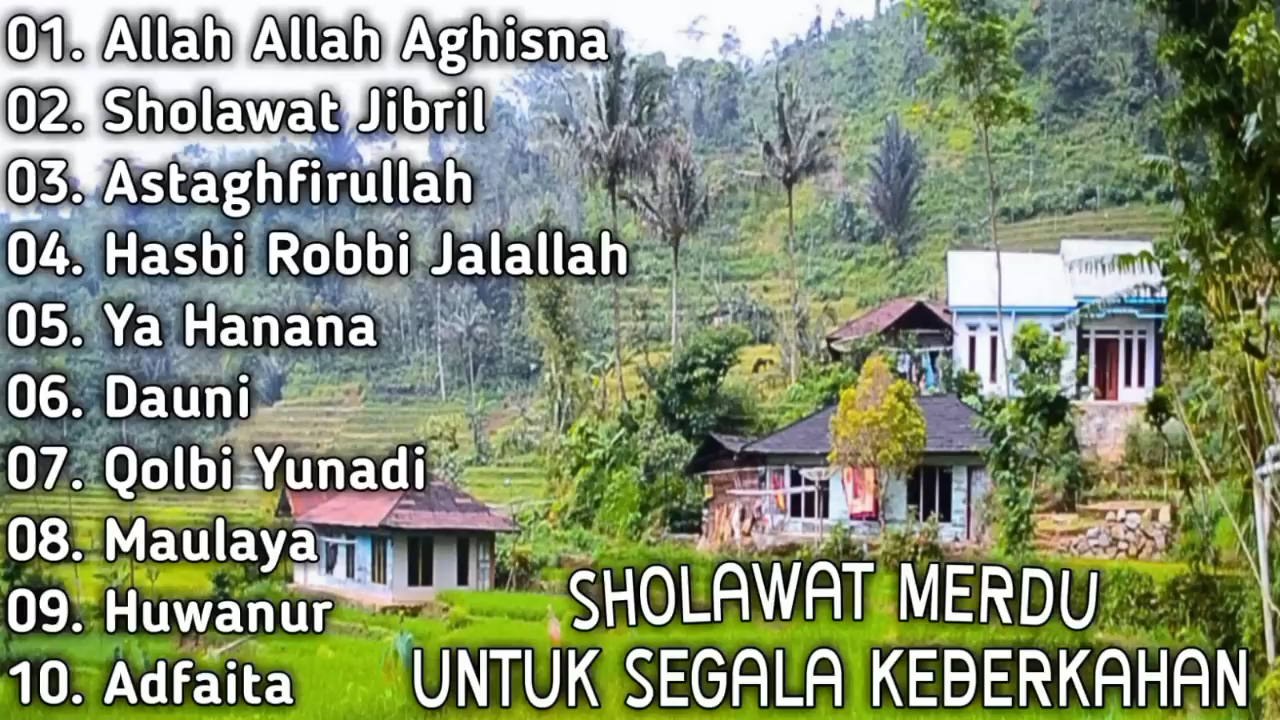 01. Allah Allah Aghisna
02. Sholawat Jibril
03. Astaghfirullah
04. Hasbi Robbi Jalallah
05. Ya Hanana
06. Dauni
07. Qolbi Yunadi
08. Maulaya
09. Huwanur
10. Adfaita
SHOLAWAT MERDU
UNTUK SEGALA KEBERKAHAN